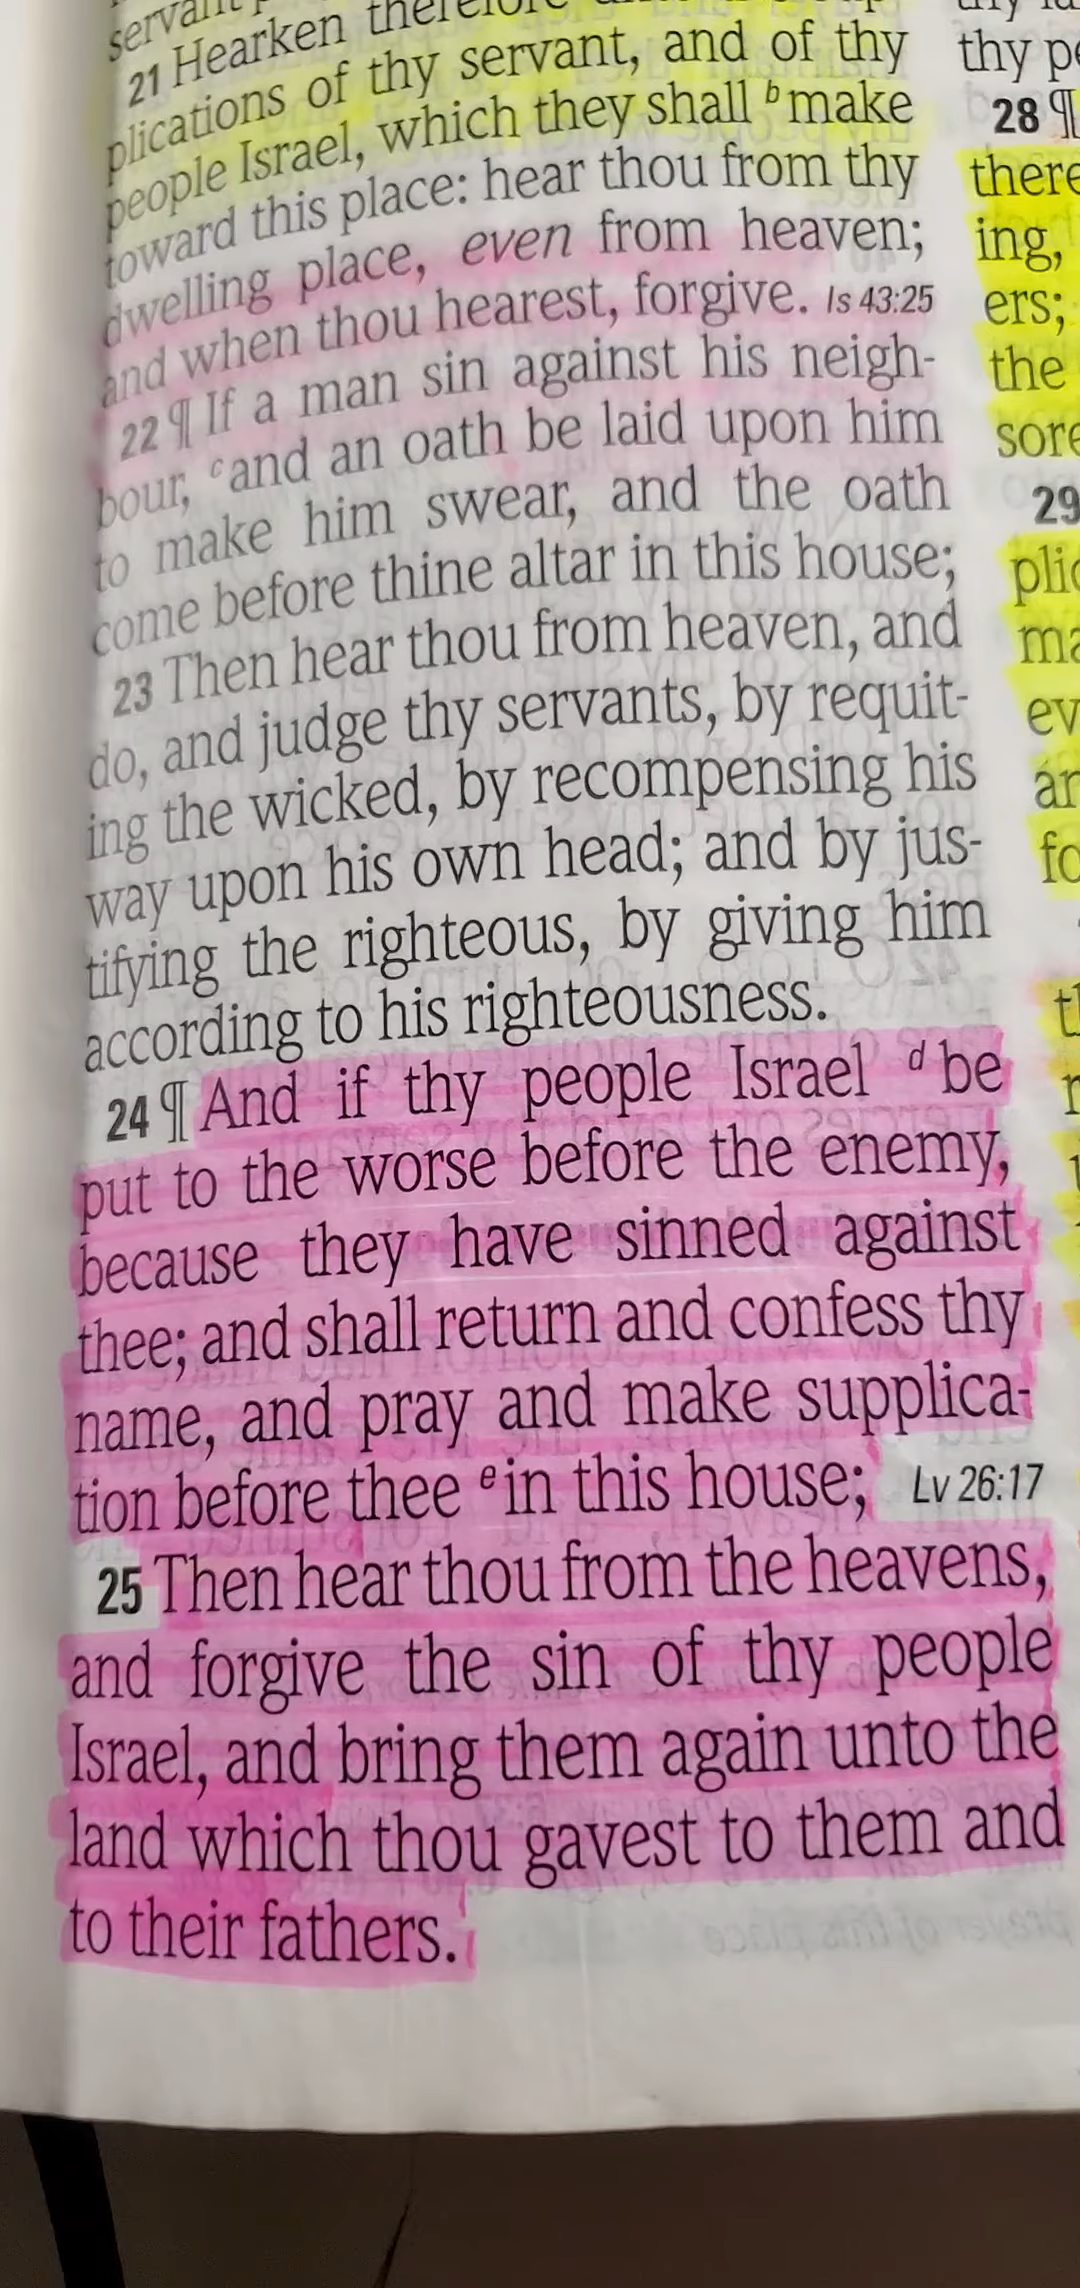 servant
21 Hearken therefore
plications of thy servant, and of thy
people Israel, which they shall b make
toward this place: hear thou from thy
dwelling place, even from heaven;
and when thou hearest, forgive. Is 43:25
22 ¶ If a man sin against his neigh-
bour, c and an oath be laid upon him
to make him swear, and the oath
come before thine altar in this house;
23 Then hear thou from heaven, and
do, and judge thy servants, by requit-
ing the wicked, by recompensing his
way upon his own head; and by jus-
tifying the righteous, by giving him
according to his righteousness.
24 ¶ And if thy people Israel d be
put to the worse before the enemy,
because they have sinned against
thee; and shall return and confess thy
name, and pray and make supplica-
tion before thee e in this house; Lv 26:17
25 Then hear thou from the heavens,
and forgive the sin of thy people
Israel, and bring them again unto the
land which thou gavest to them and
to their fathers.
thy
28 ¶
there
ing,
ers;
the
sore
29